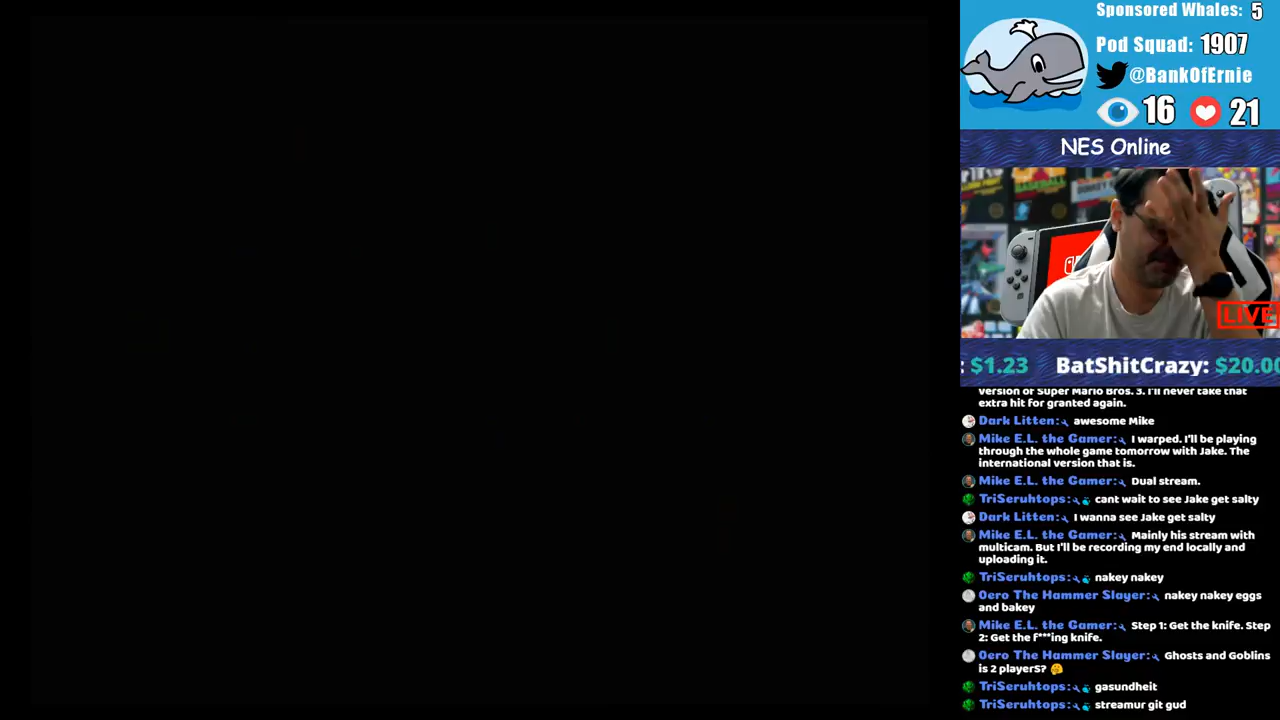 Sponsored Whales: 5
Pod Squad: 1907
@BankOfErnie
16 21
NES Online
LIVE
: $1.23 BatShitCrazy: $20.00
version of Super Mario Bros. 3. I'll never take that
extra hit for granted again.
Dark Litten: awesome Mike
Mike E.L. the Gamer: I warped. I'll be playing
through the whole game tomorrow with Jake. The
international version that is.
Mike E.L. the Gamer: Dual stream.
TriSeruhtops: cant wait to see Jake get salty
Dark Litten: I wanna see Jake get salty
Mike E.L. the Gamer: Mainly his stream with
multicam. But I'll be recording my end locally and
uploading it.
TriSeruhtops: nakey nakey
0ero The Hammer Slayer: nakey nakey eggs
and bakey
Mike E.L. the Gamer: Step 1: Get the knife. Step
2: Get the f***ing knife.
0ero The Hammer Slayer: Ghosts and Goblins
is 2 playerS? 🤔
TriSeruhtops: gasundheit
TriSeruhtops: streamur git gud